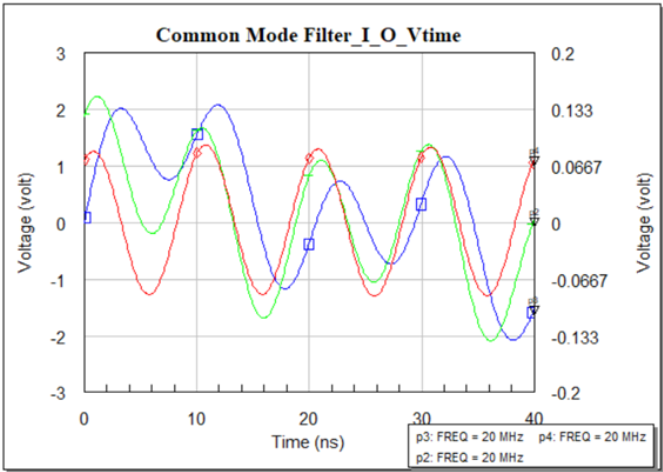 Common Mode Filter_I_O_Vtime
3
2
1
0
-1
-2
-3
Voltage (volt)
0.2
0.133
0.0667
0
-0.0667
-0.133
-0.2
Voltage (volt)
0 10 20 30 40
Time (ns)
p3: FREQ = 20 MHz p4: FREQ = 20 MHz
p2: FREQ = 20 MHz